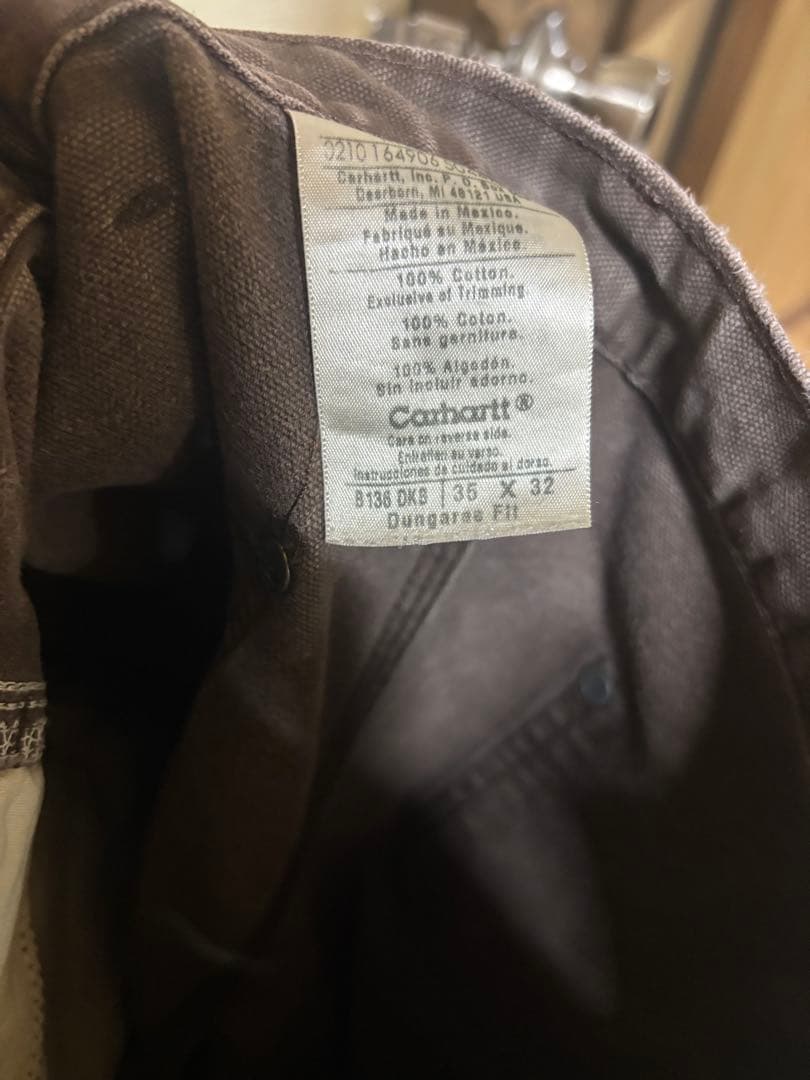 0210164906
Carhartt, Inc. P. O. Box
Dearborn, MI 48121 USA
Made in Mexico.
Fabriqué au Mexique.
Hecho en México.
100% Cotton.
Exclusive of Trimming
100% Coton.
Sans garniture.
100% Algodón.
Sin incluir adorno.
Carhartt®
Care on reverse side.
Entretien au verso.
Instrucciones de cuidado al dorso.
B136 DKB | 35 X 32
Dungaree Fit